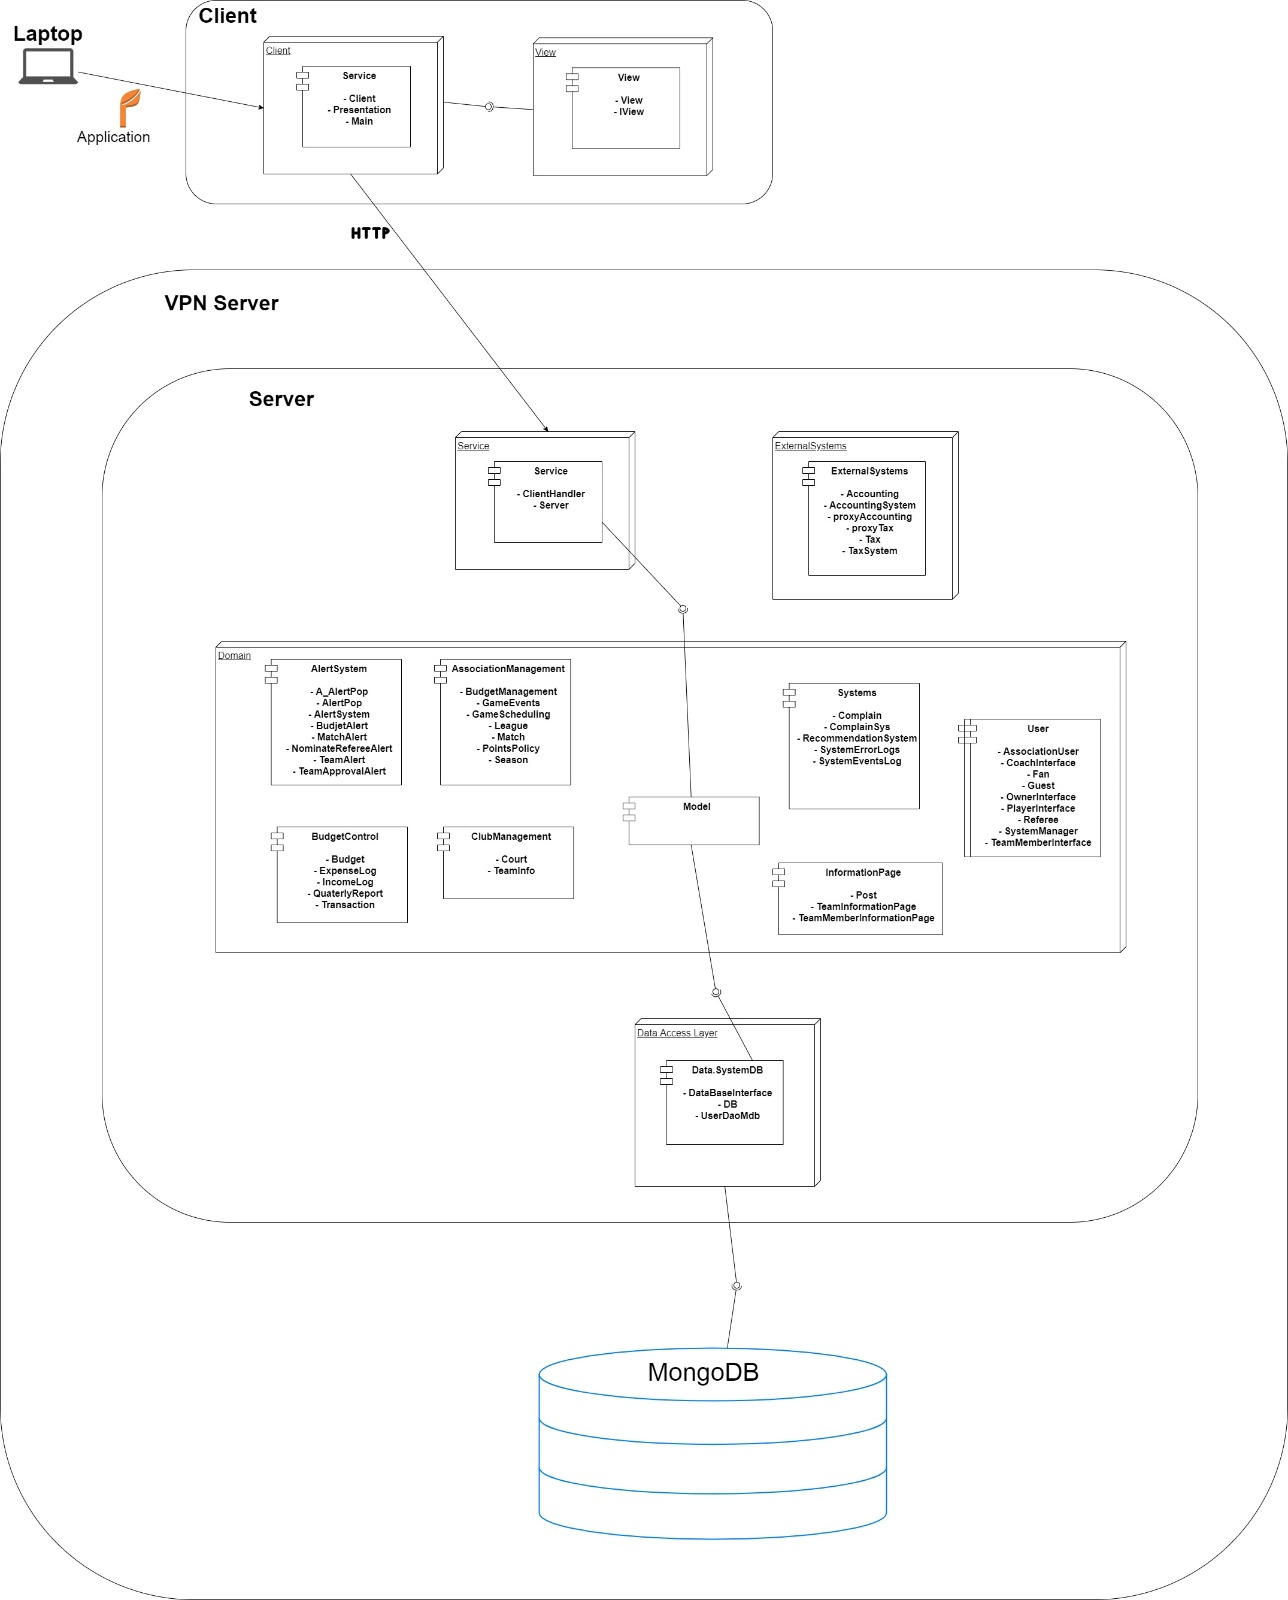 Client
Laptop
Client
Service
- Client
- Presentation
- Main
View
View
- View
- IView
Application
HTTP
VPN Server
Server
Service
Service
- ClientHandler
- Server
ExternalSystems
ExternalSystems
- Accounting
- AccountingSystem
- proxyAccounting
- proxyTax
- Tax
- TaxSystem
Domain
AlertSystem
- A_AlertPop
- AlertPop
- AlertSystem
- BudjetAlert
- MatchAlert
- NominateRefereeAlert
- TeamAlert
- TeamApprovalAlert
AssociationManagement
- BudgetManagement
- GameEvents
- GameScheduling
- League
- Match
- PointsPolicy
- Season
Systems
- Complain
- ComplainSys
- RecommendationSystem
- SystemErrorLogs
- SystemEventsLog
User
- AssociationUser
- CoachInterface
- Fan
- Guest
- OwnerInterface
- PlayerInterface
- Referee
- SystemManager
- TeamMemberInterface
Model
BudgetControl
- Budget
- ExpenseLog
- IncomeLog
- QuaterlyReport
- Transaction
ClubManagement
- Court
- TeamInfo
InformationPage
- Post
- TeamInformationPage
- TeamMemberInformationPage
Data Access Layer
Data.SystemDB
- DataBaseInterface
- DB
- UserDaoMdb
MongoDB